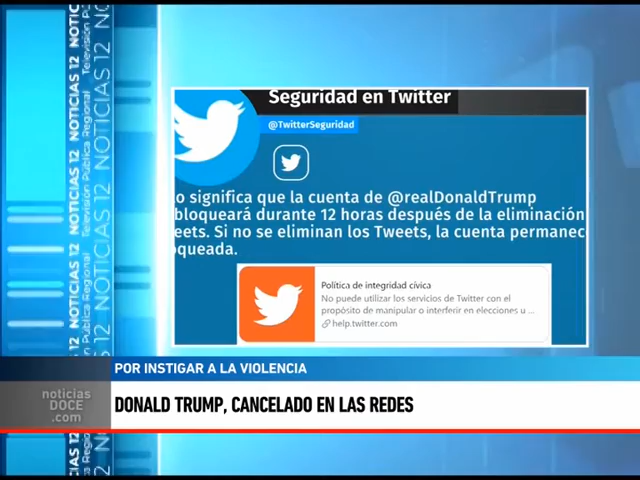 NOTICIAS 12
Televisión Pública Regional
NOTICIAS 12
Seguridad en Twitter
@TwitterSeguridad
o significa que la cuenta de @realDonaldTrump
bloqueará durante 12 horas después de la eliminación
eets. Si no se eliminan los Tweets, la cuenta permanec
queada.
Política de integridad cívica
No puede utilizar los servicios de Twitter con el
propósito de manipular o interferir en elecciones u ...
help.twitter.com
POR INSTIGAR A LA VIOLENCIA
noticias
DOCE
.com
DONALD TRUMP, CANCELADO EN LAS REDES